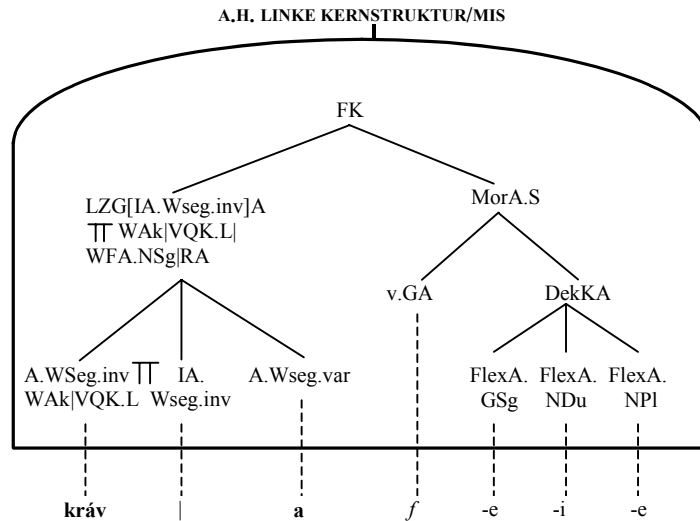 A.H. LINKE KERNSTRUKTUR/MIS
FK
LZG[IA.Wseg.inv]A
╥ WAk|VQK.L|
WFA.NSg|RA
MorA.S
v.GA
DekKA
A.WSeg.inv ╥ IA. A.Wseg.var
WAk|VQK.L Wseg.inv
FlexA. FlexA. FlexA.
GSg NDu NPl
kráv | a f -e -i -e